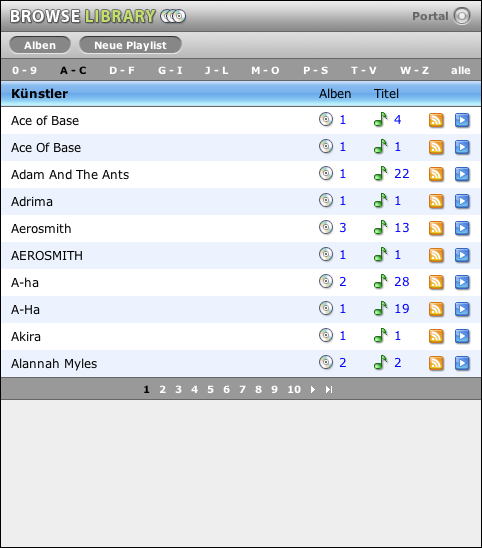 BROWSE LIBRARY Portal
Alben Neue Playlist
0 - 9 A - C D - F G - I J - L M - O P - S T - V W - Z alle
Künstler Alben Titel
Ace of Base 1 4
Ace Of Base 1 1
Adam And The Ants 1 22
Adrima 1 1
Aerosmith 3 13
AEROSMITH 1 1
A-ha 2 28
A-Ha 1 19
Akira 1 1
Alannah Myles 2 2
1 2 3 4 5 6 7 8 9 10